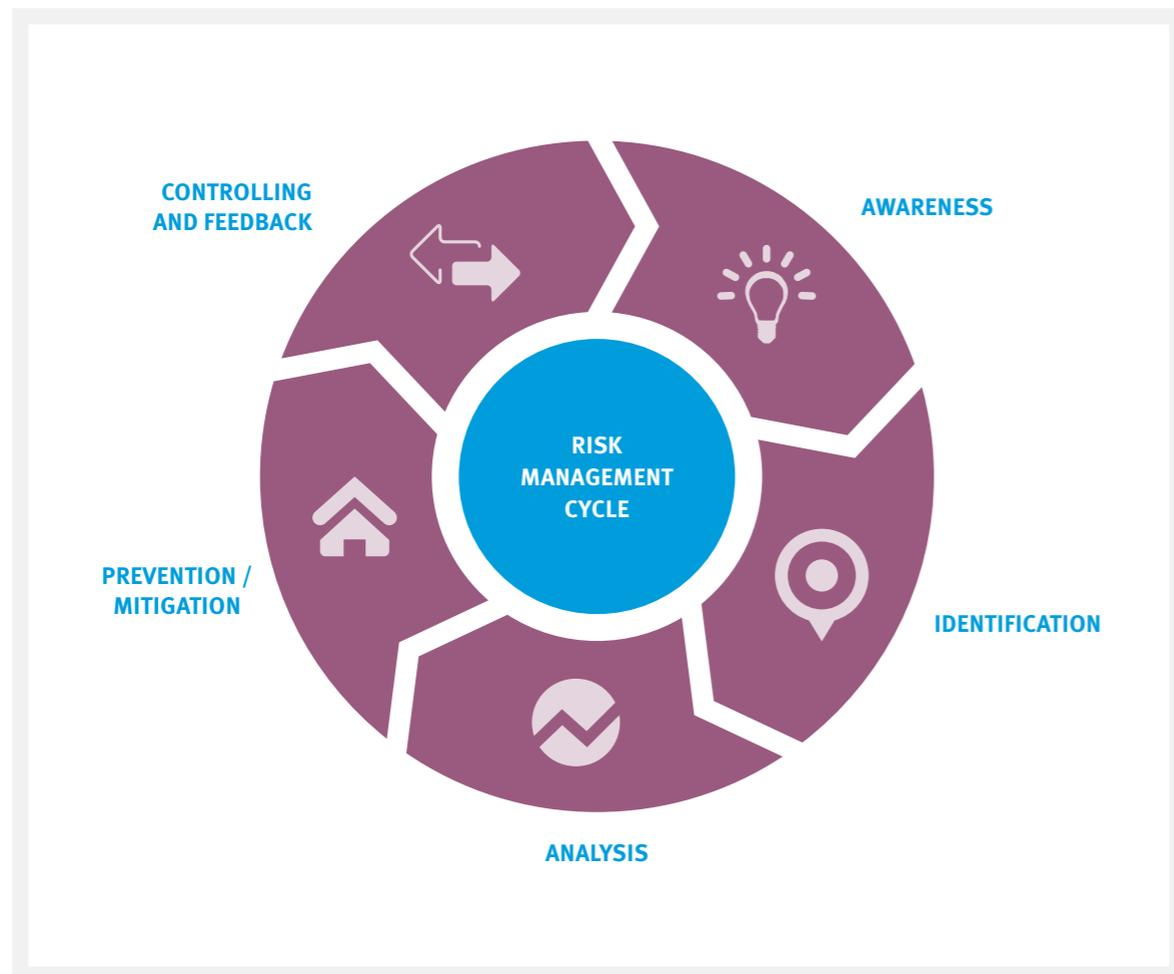 CONTROLLING
AND FEEDBACK
AWARENESS
RISK
MANAGEMENT
CYCLE
PREVENTION /
MITIGATION
IDENTIFICATION
ANALYSIS